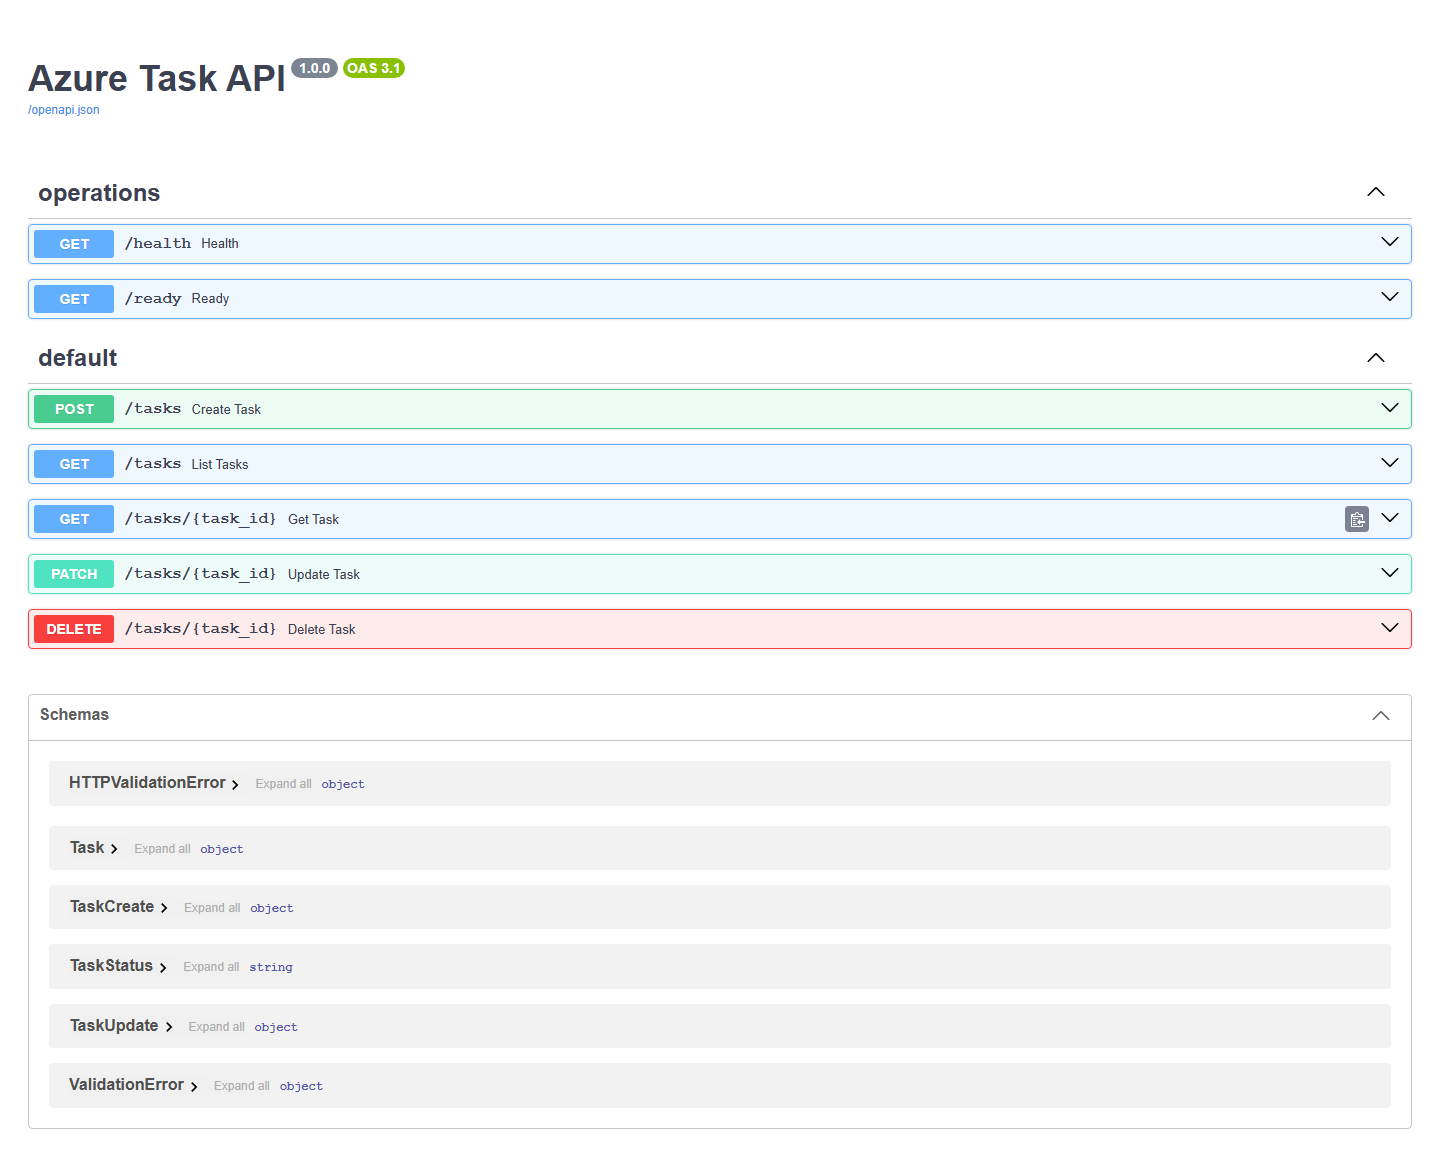 Azure Task API 1.0.0 OAS 3.1
/openapi.json
operations
GET /health Health
GET /ready Ready
default
POST /tasks Create Task
GET /tasks List Tasks
GET /tasks/{task_id} Get Task
PATCH /tasks/{task_id} Update Task
DELETE /tasks/{task_id} Delete Task
Schemas
HTTPValidationError Expand all object
Task Expand all object
TaskCreate Expand all object
TaskStatus Expand all string
TaskUpdate Expand all object
ValidationError Expand all object